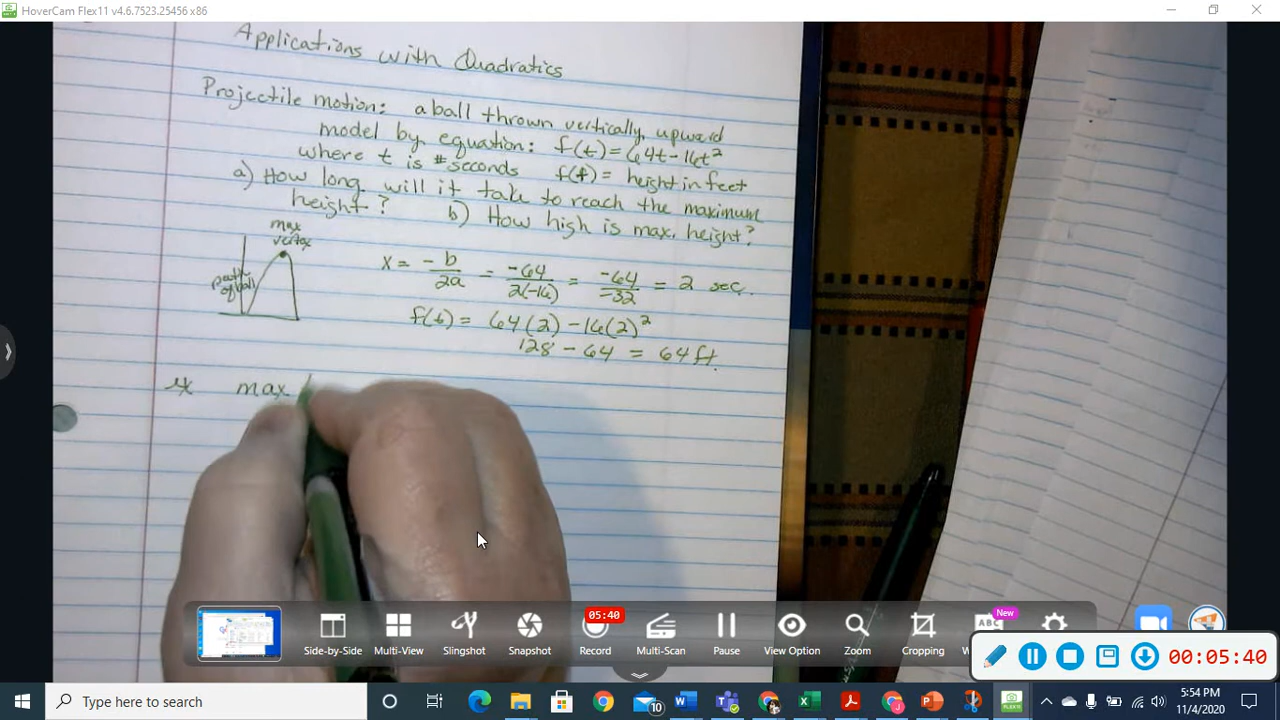 HoverCam Flex11 v4.6.7523.25456 x86
Applications with Quadratics
Projectile motion: a ball thrown vertically upward
model by equation: f(t)=64t-16t²
where t is # seconds f(t) = height in feet
a) How long will it take to reach the maximum
height? b) How high is max. height?
max
vertex
path
of ball
x = -b/2a = -64/2(-16) = -64/-32 = 2 sec.
f(t) = 64(2) - 16(2)²
128 - 64 = 64 ft.
max
05:40
New
ABC
Side-by-Side Multi-View Slingshot Snapshot Record Multi-Scan Pause View Option Zoom Cropping W
00:05:40
Type here to search
10
FLEX11
5:54 PM
11/4/2020